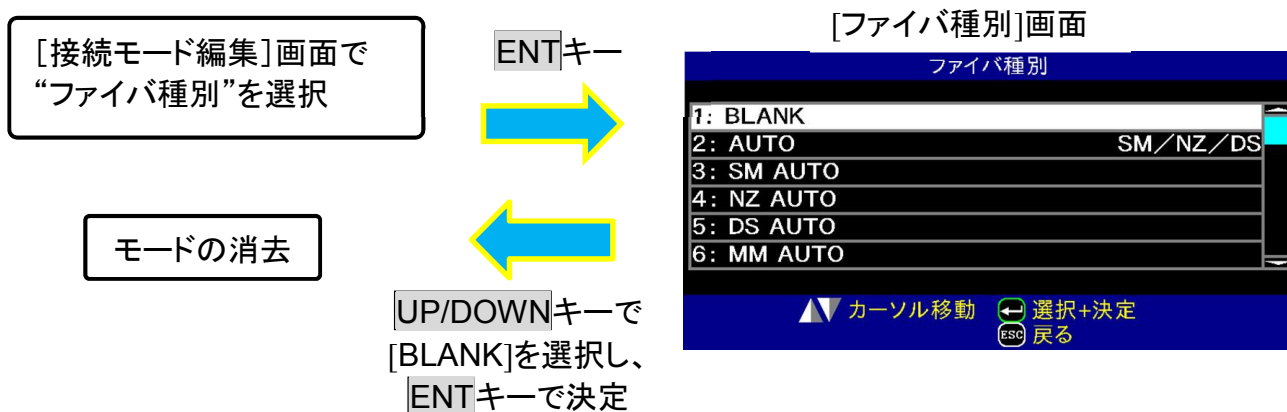 ［接続モード編集］画面で
“ファイバ種別”を選択
ENTキー
[ファイバ種別]画面
ファイバ種別
1: BLANK
2: AUTO SM／NZ／DS
3: SM AUTO
4: NZ AUTO
5: DS AUTO
6: MM AUTO
カーソル移動 選択+決定
ESC 戻る
UP/DOWNキーで
[BLANK]を選択し、
ENTキーで決定
モードの消去